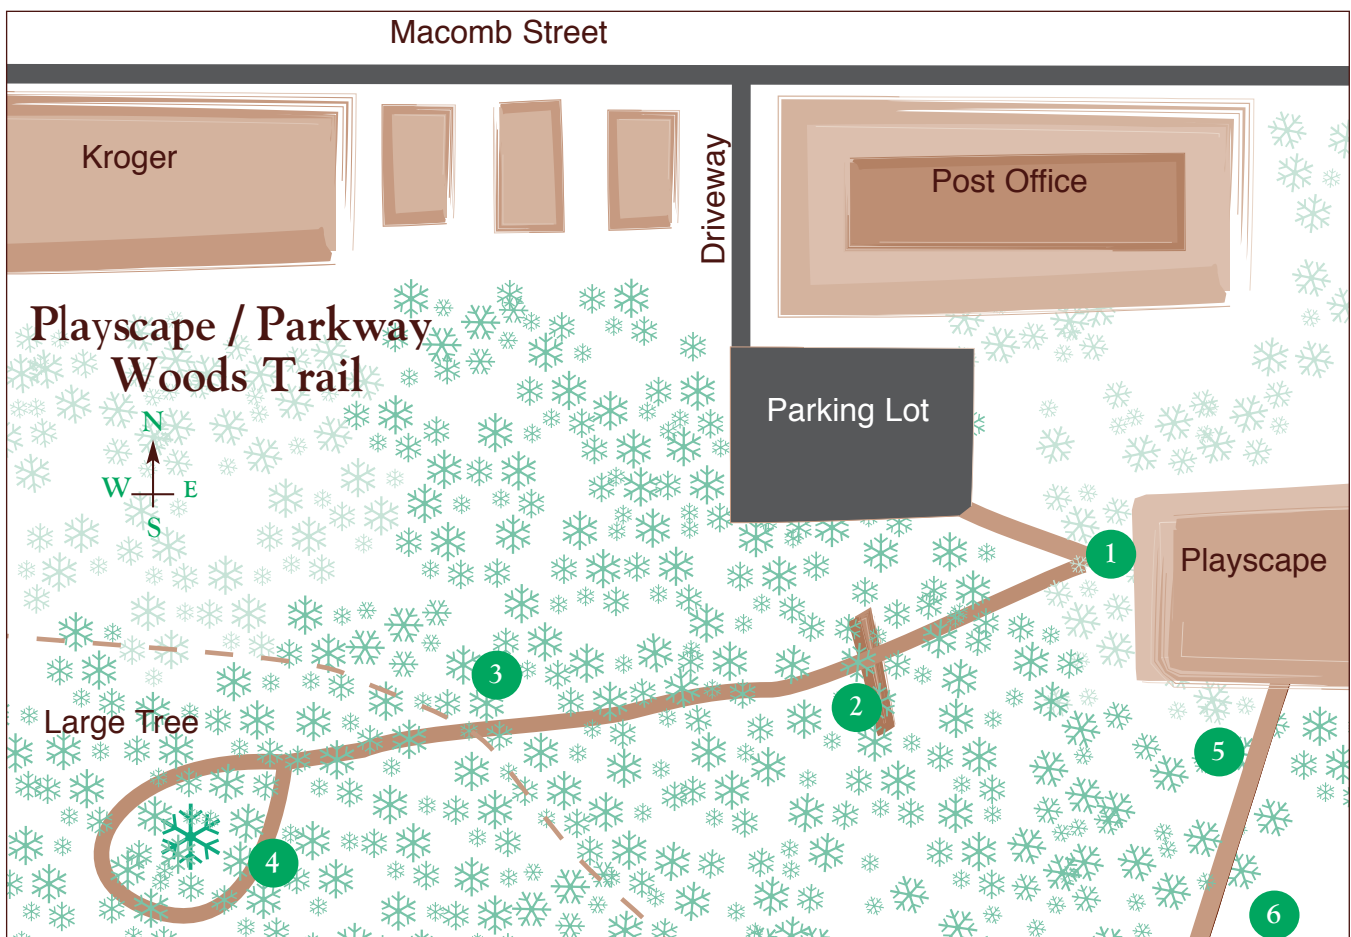 Macomb Street
Kroger
Driveway
Post Office
Playscape / Parkway
Woods Trail
N
W E
S
Parking Lot
1
Playscape
3
2
Large Tree
5
4
6